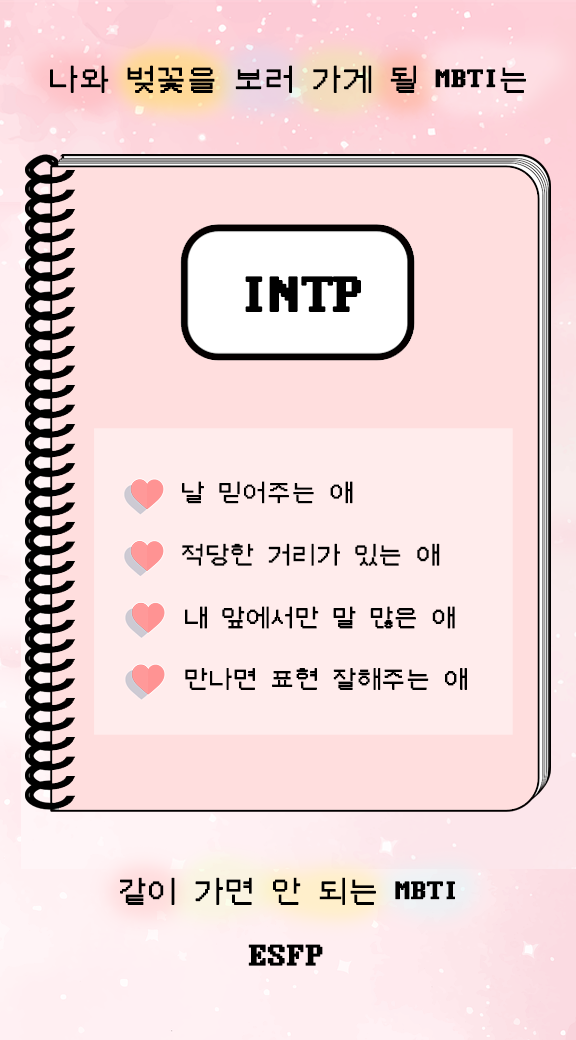 나와 벚꽃을 보러 가게 될 MBTI는
INTP
날 믿어주는 애
적당한 거리가 있는 애
내 앞에서만 말 많은 애
만나면 표현 잘해주는 애
같이 가면 안 되는 MBTI
ESFP